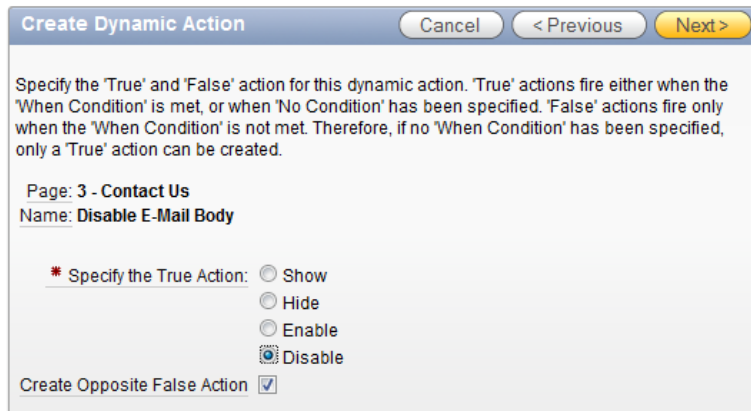 Create Dynamic Action Cancel < Previous Next >
Specify the 'True' and 'False' action for this dynamic action. 'True' actions fire either when the
'When Condition' is met, or when 'No Condition' has been specified. 'False' actions fire only
when the 'When Condition' is not met. Therefore, if no 'When Condition' has been specified,
only a 'True' action can be created.
Page: 3 - Contact Us
Name: Disable E-Mail Body
* Specify the True Action: Show
Hide
Enable
Disable
Create Opposite False Action